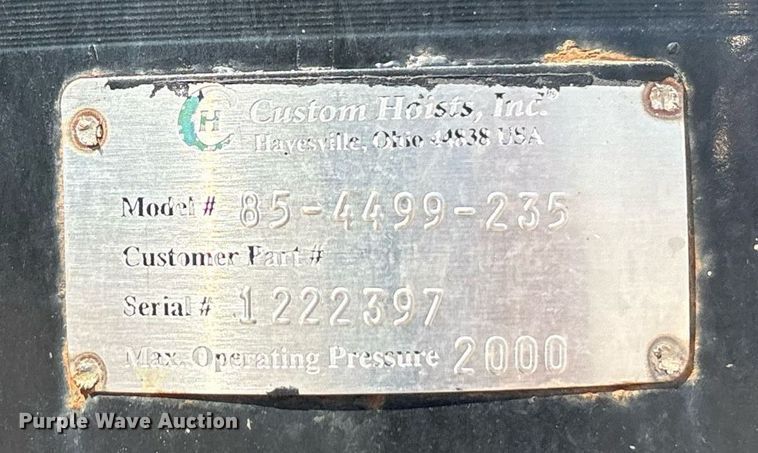 CH Custom Hoists, Inc.
Hayesville, Ohio 44838 USA
Model # 85-4499-235
Customer Part #
Serial # 1222397
Max. Operating Pressure 2000
Purple Wave Auction